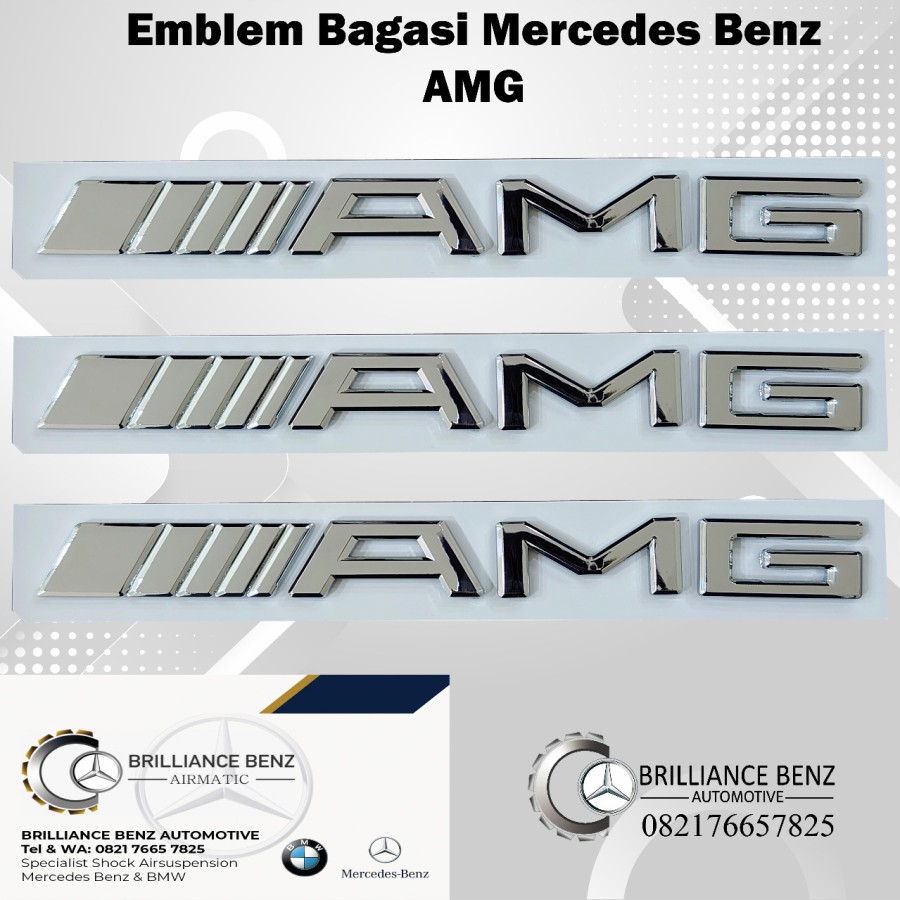 Emblem Bagasi Mercedes Benz
AMG
AMG
AMG
AMG
BRILLIANCE BENZ
AIRMATIC
BRILLIANCE BENZ AUTOMOTIVE
Tel & WA: 0821 7665 7825
Specialist Shock Airsuspension
Mercedes Benz & BMW
BMW
Mercedes-Benz
BRILLIANCE BENZ
AUTOMOTIVE
082176657825